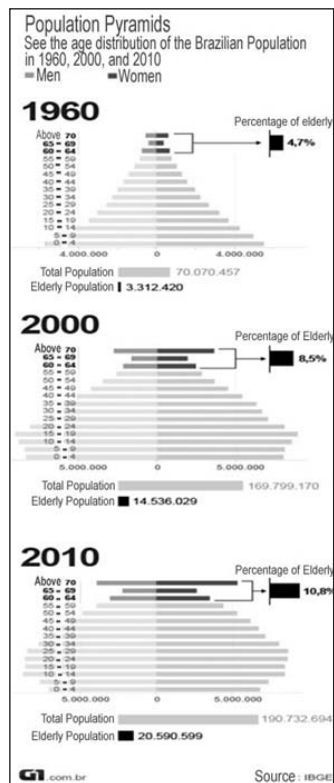 Population Pyramids
See the age distribution of the Brazilian Population
in 1960, 2000, and 2010
Men Women
1960
Percentage of elderly
Above 70
65 - 69
60 - 64
4,7%
55 - 59
50 - 54
45 - 49
40 - 44
35 - 39
30 - 34
25 - 29
20 - 24
15 - 19
10 - 14
5 - 9
0 - 4
4.000.000 0 4.000.000
Total Population 70.070.457
Elderly Population 3.312.420
2000
Percentage of Elderly
Above 70
65 - 69
60 - 64
8,5%
55 - 59
50 - 54
45 - 49
40 - 44
35 - 39
30 - 34
25 - 29
20 - 24
15 - 19
10 - 14
5 - 9
0 - 4
5.000.000 0 5.000.000
Total Population 169.799.170
Elderly Population 14.536.029
2010
Percentage of Elderly
Above 70
65 - 69
60 - 64
10,8%
55 - 59
50 - 54
45 - 49
40 - 44
35 - 39
30 - 34
25 - 29
20 - 24
15 - 19
10 - 14
5 - 9
0 - 4
5.000.000 0 5.000.000
Total Population 190.732.694
Elderly Population 20.590.599
G1.com.br Source: IBGE